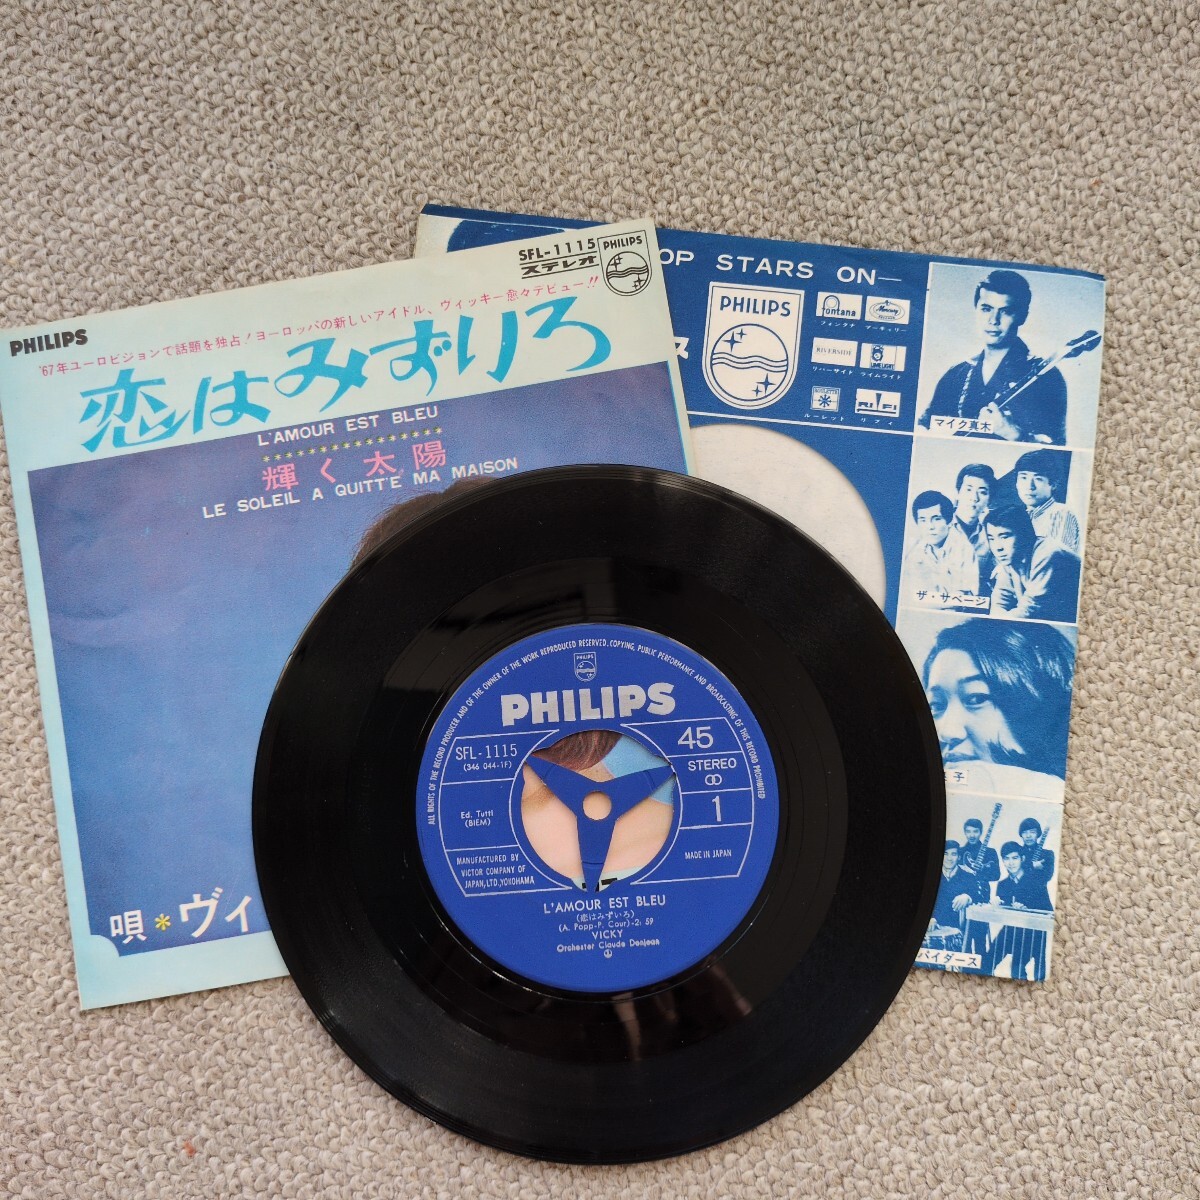 SFL-1115
ステレオ
PHILIPS
PHILIPS
'67年ユーロビジョンで話題を独占!ヨーロッパの新しいアイドル、ヴィッキー愈々デビュー!!
恋はみずいろ
L'AMOUR EST BLEU
輝く太陽
LE SOLEIL A QUITT'E MA MAISON
唄*ヴィ
OP STARS ON—
ス
PHILIPS
fontana
Mercury
フォンタナ
マーキュリー
RIVERSIDE
LIMELIGHT
リバーサイド
ライムライト
ROULETTE
RI-FI
ルーレット
リフィ
マイク真木
ザ・サベージ
子
パイダース
ALL RIGHTS OF THE RECORD PRODUCER AND OF THE OWNER OF THE WORK REPRODUCED RESERVED. COPYING, PUBLIC PERFORMANCE AND BROADCASTING OF THIS RECORD PROHIBITED
PHILIPS
PHILIPS
SFL-1115
(346 044-1F)
45
STEREO
1
Ed. Tutti
(BIEM)
MANUFACTURED BY
VICTOR COMPANY OF
JAPAN, LTD., YOKOHAMA
MADE IN JAPAN
L'AMOUR EST BLEU
(恋はみずいろ)
(A. Popp-P. Cour)-2:59
VICKY
Orchester Claude Denjean